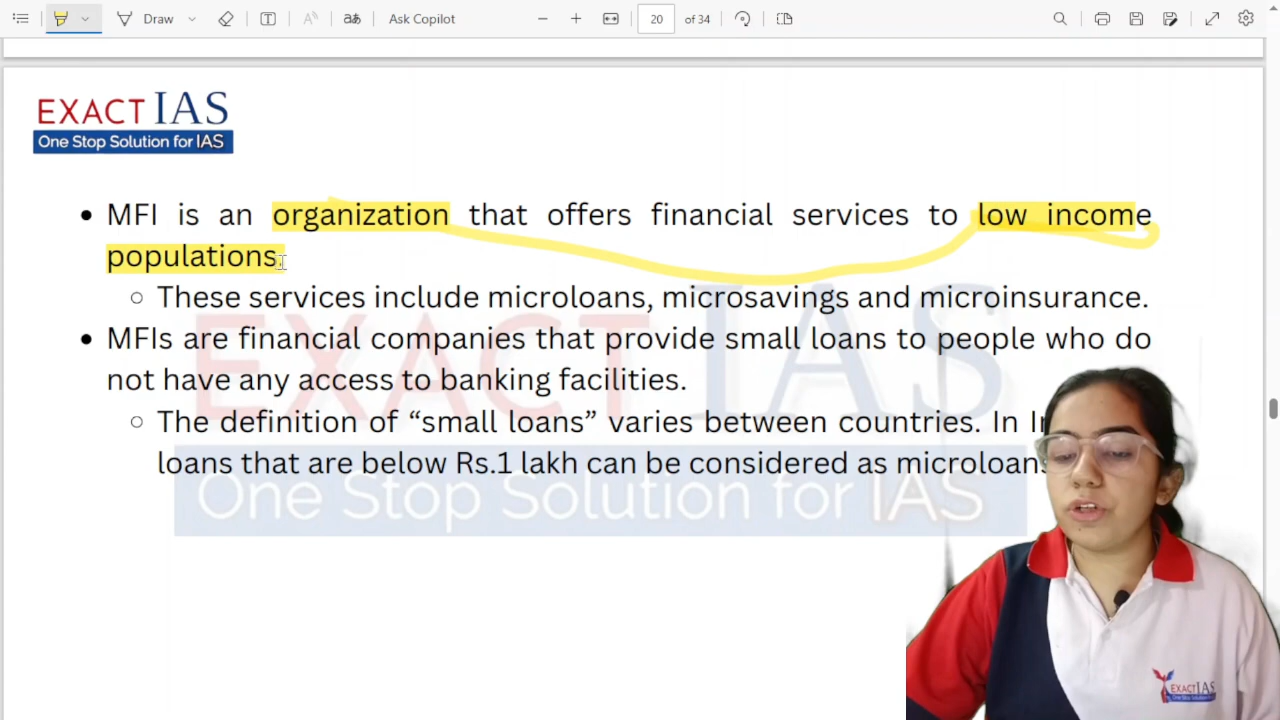 Draw
Ask Copilot
20 of 34
EXACT IAS
One Stop Solution for IAS
• MFI is an organization that offers financial services to low income
populations.
○ These services include microloans, microsavings and microinsurance.
• MFIs are financial companies that provide small loans to people who do
not have any access to banking facilities.
○ The definition of “small loans” varies between countries. In
loans that are below Rs.1 lakh can be considered as microloans
EXACT IAS
One Stop Solution for IAS
EXACT IAS